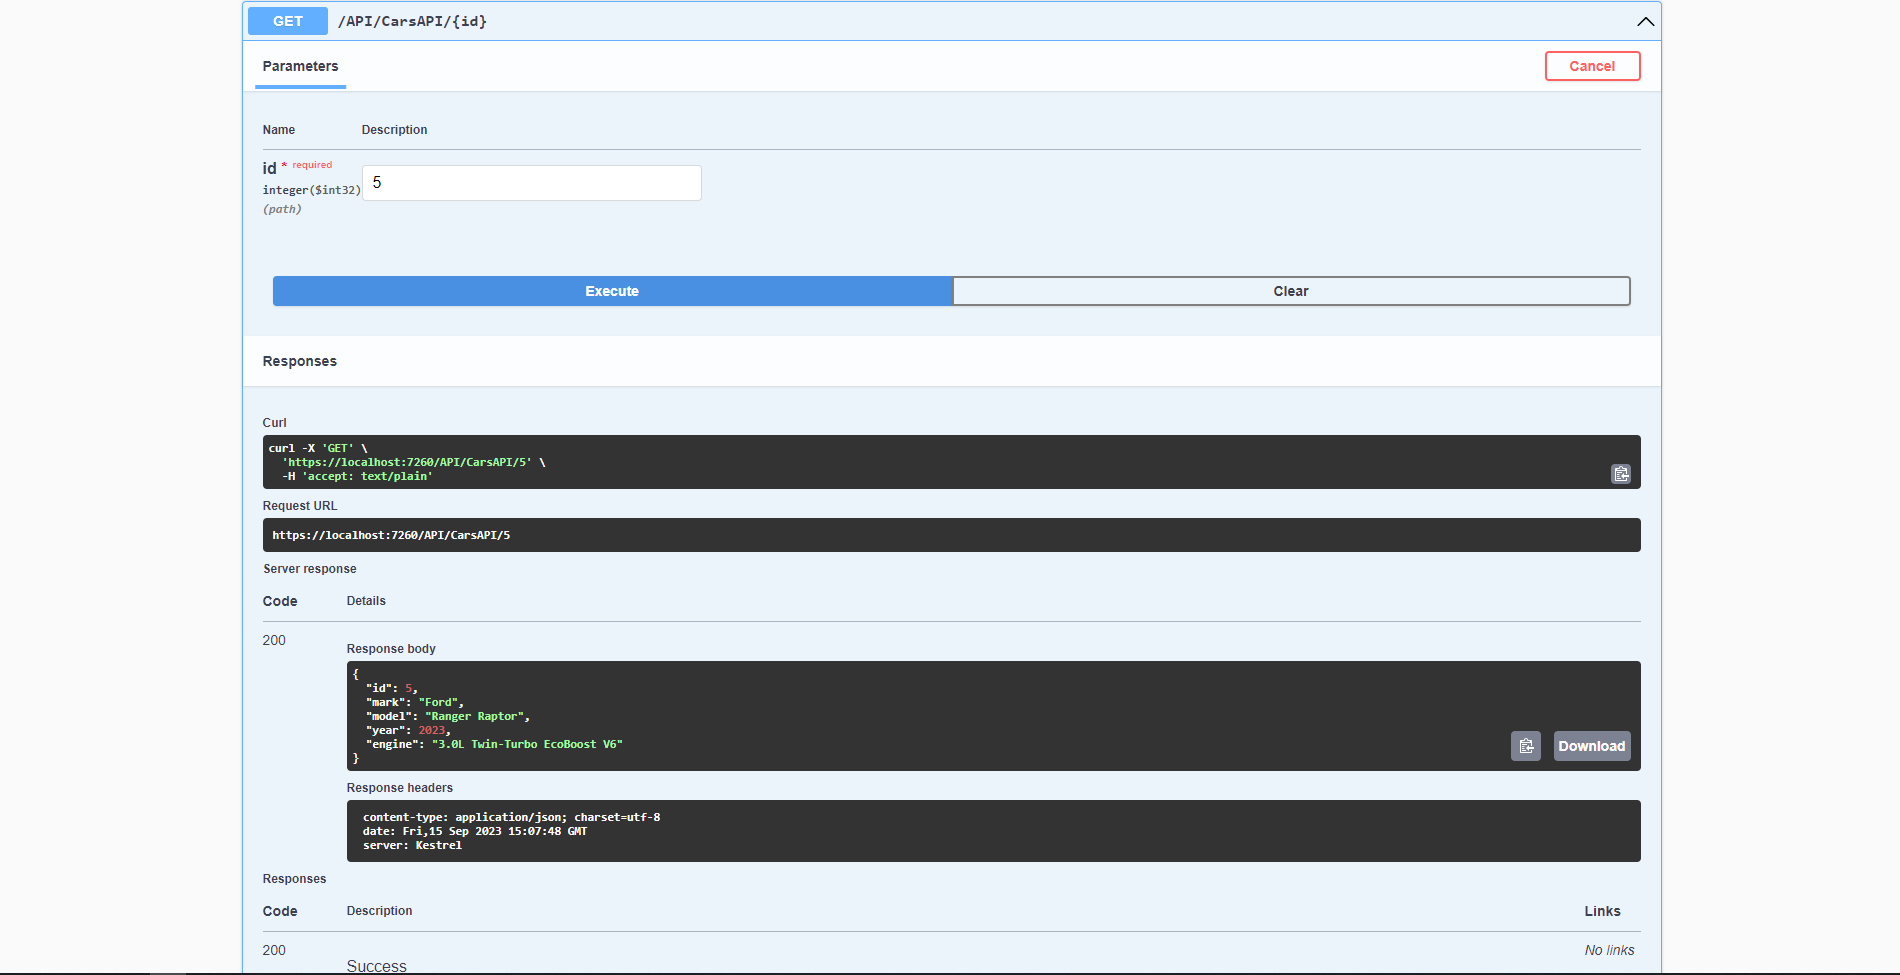 GET /API/CarsAPI/{id}
Parameters
Cancel
Name Description
id * required
integer($int32)
(path)
5
Execute Clear
Responses
Curl
curl -X 'GET' \
'https://localhost:7260/API/CarsAPI/5' \
-H 'accept: text/plain'
Request URL
https://localhost:7260/API/CarsAPI/5
Server response
Code Details
200
Response body
{
"id": 5,
"mark": "Ford",
"model": "Ranger Raptor",
"year": 2023,
"engine": "3.0L Twin-Turbo EcoBoost V6"
}
Download
Response headers
content-type: application/json; charset=utf-8
date: Fri,15 Sep 2023 15:07:48 GMT
server: Kestrel
Responses
Code Description Links
200 No links
Success